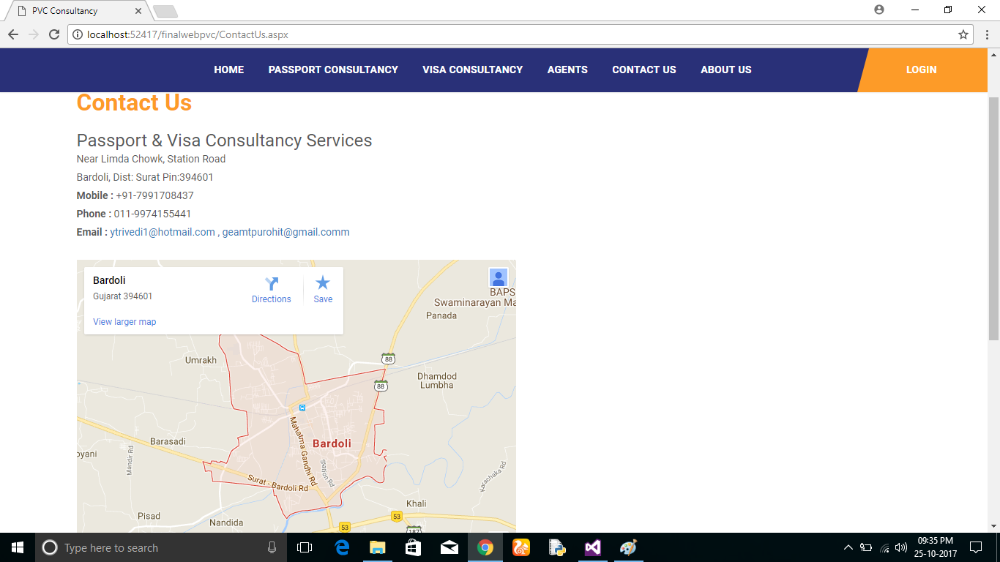 PVC Consultancy
localhost:52417/finalwebpvc/ContactUs.aspx
HOME PASSPORT CONSULTANCY VISA CONSULTANCY AGENTS CONTACT US ABOUT US LOGIN
Contact Us
Passport & Visa Consultancy Services
Near Limda Chowk, Station Road
Bardoli, Dist: Surat Pin:394601
Mobile : +91-7991708437
Phone : 011-9974155441
Email : ytrivedi1@hotmail.com , geamtpurohit@gmail.comm
Bardoli
Gujarat 394601
Directions
Save
View larger map
BAPS
Swaminarayan Ma
Panada
Umrakh
88
Dhamdod
Lumbha
88
Barasadi
oyani
Mandir Rd
Mahatma Gandhi Rd
Bardoli
Station Rd
Surat - Bardoli Rd
Karachaka Rd
Khali
Pisad
Nandida
53
53
187
Type here to search
09:35 PM
25-10-2017